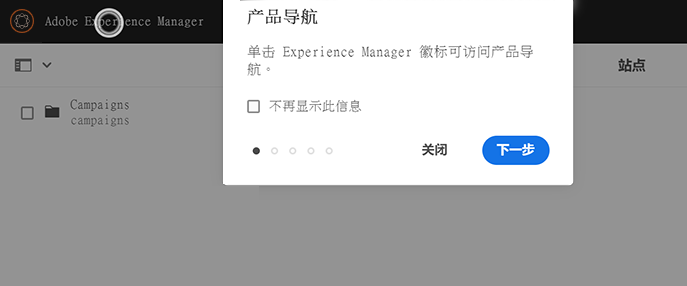 Adobe Experience Manager
产品导航
单击 Experience Manager 徽标可访问产品导
航。
站点
Campaigns
campaigns
不再显示此信息
关闭
下一步